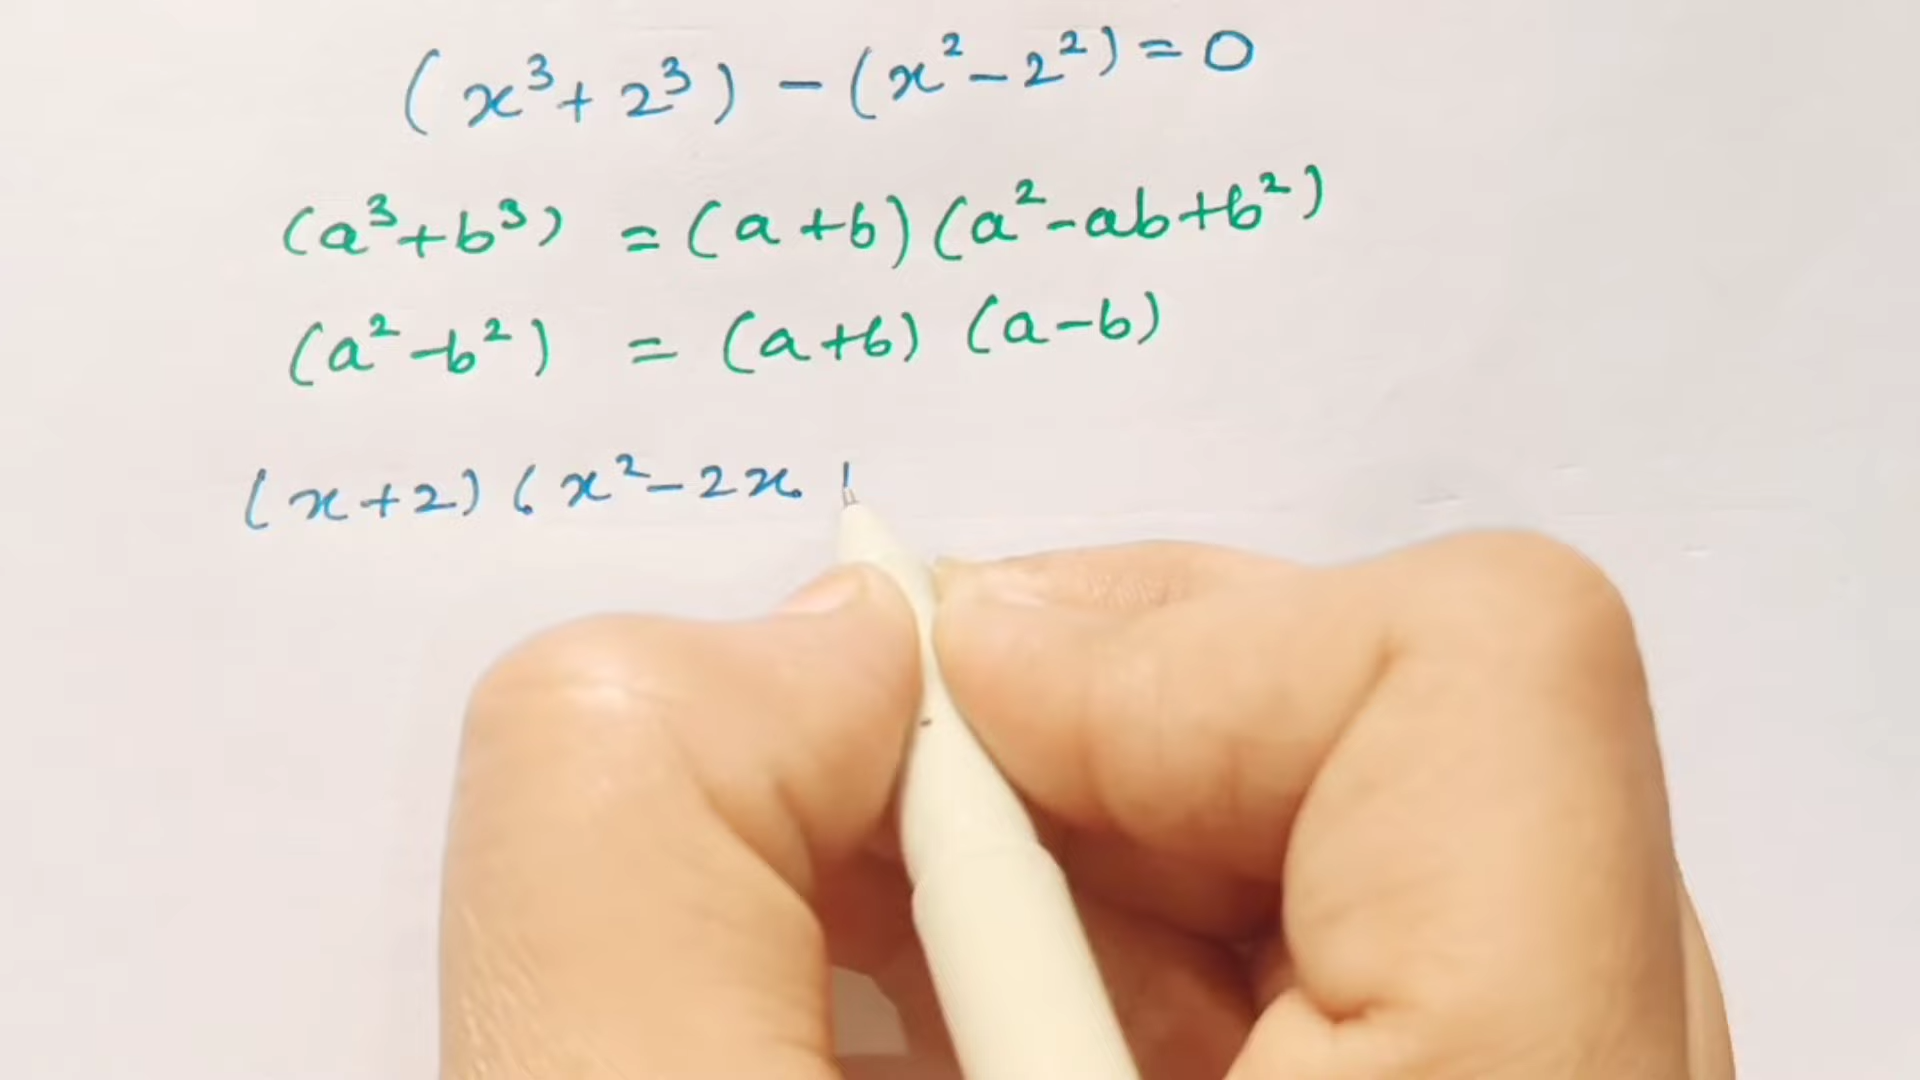 (x³+2³) - (x²-2²) = 0
(a³+b³) = (a+b)(a²-ab+b²)
(a²-b²) = (a+b) (a-b)
(x+2)(x²-2x